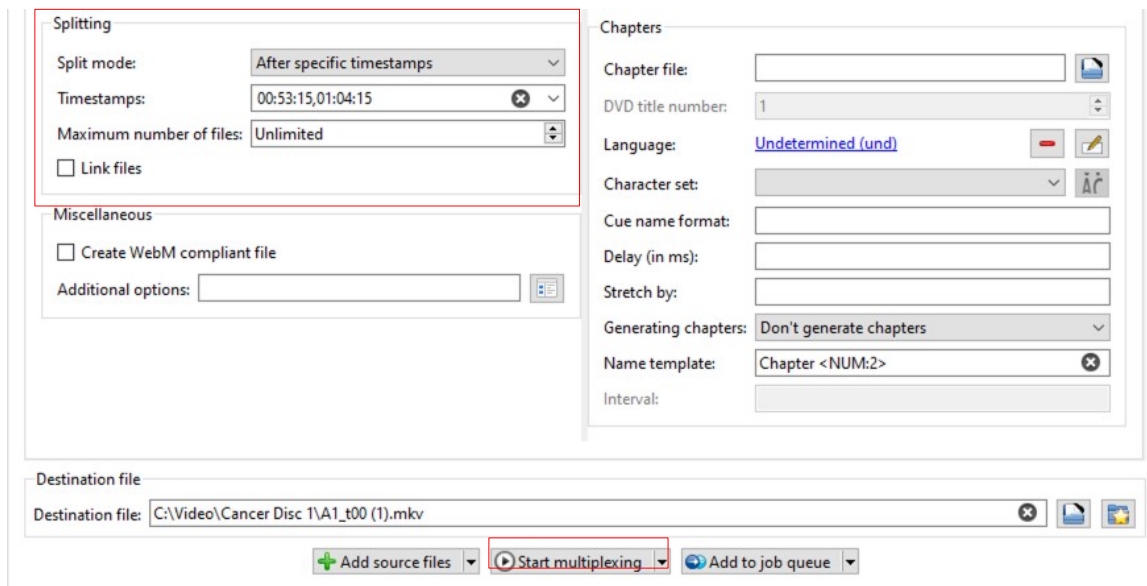 Splitting
Split mode: After specific timestamps
Timestamps: 00:53:15,01:04:15
Maximum number of files: Unlimited
Link files
Miscellaneous
Create WebM compliant file
Additional options:
Chapters
Chapter file:
DVD title number: 1
Language: Undetermined (und)
Character set:
Cue name format:
Delay (in ms):
Stretch by:
Generating chapters: Don't generate chapters
Name template: Chapter <NUM:2>
Interval:
Destination file
Destination file: C:\Video\Cancer Disc 1\A1_t00 (1).mkv
Add source files Start multiplexing Add to job queue